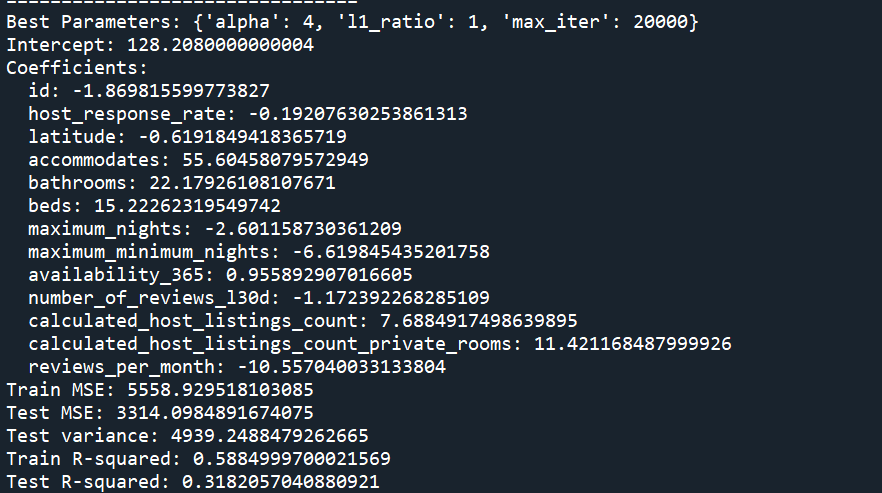 ================================
Best Parameters: {'alpha': 4, 'l1_ratio': 1, 'max_iter': 20000}
Intercept: 128.2080000000004
Coefficients:
  id: -1.869815599773827
  host_response_rate: -0.19207630253861313
  latitude: -0.6191849418365719
  accommodates: 55.60458079572949
  bathrooms: 22.17926108107671
  beds: 15.22262319549742
  maximum_nights: -2.601158730361209
  maximum_minimum_nights: -6.619845435201758
  availability_365: 0.955892907016605
  number_of_reviews_l30d: -1.172392268285109
  calculated_host_listings_count: 7.6884917498639895
  calculated_host_listings_count_private_rooms: 11.421168487999926
  reviews_per_month: -10.557040033133804
Train MSE: 5558.929518103085
Test MSE: 3314.0984891674075
Test variance: 4939.2488479262665
Train R-squared: 0.5884999700021569
Test R-squared: 0.3182057040880921